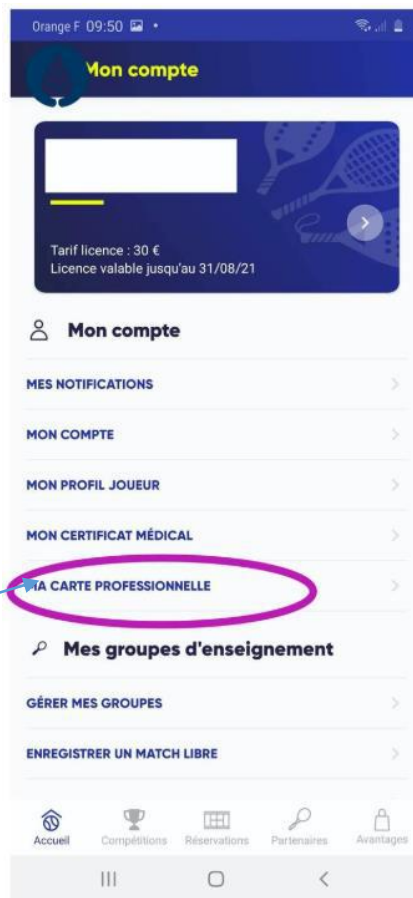 Orange F 09:50
Mon compte
Tarif licence : 30 €
Licence valable jusqu'au 31/08/21
Mon compte
MES NOTIFICATIONS
MON COMPTE
MON PROFIL JOUEUR
MON CERTIFICAT MÉDICAL
MA CARTE PROFESSIONNELLE
Mes groupes d'enseignement
GÉRER MES GROUPES
ENREGISTRER UN MATCH LIBRE
Accueil Compétitions Réservations Partenaires Avantages